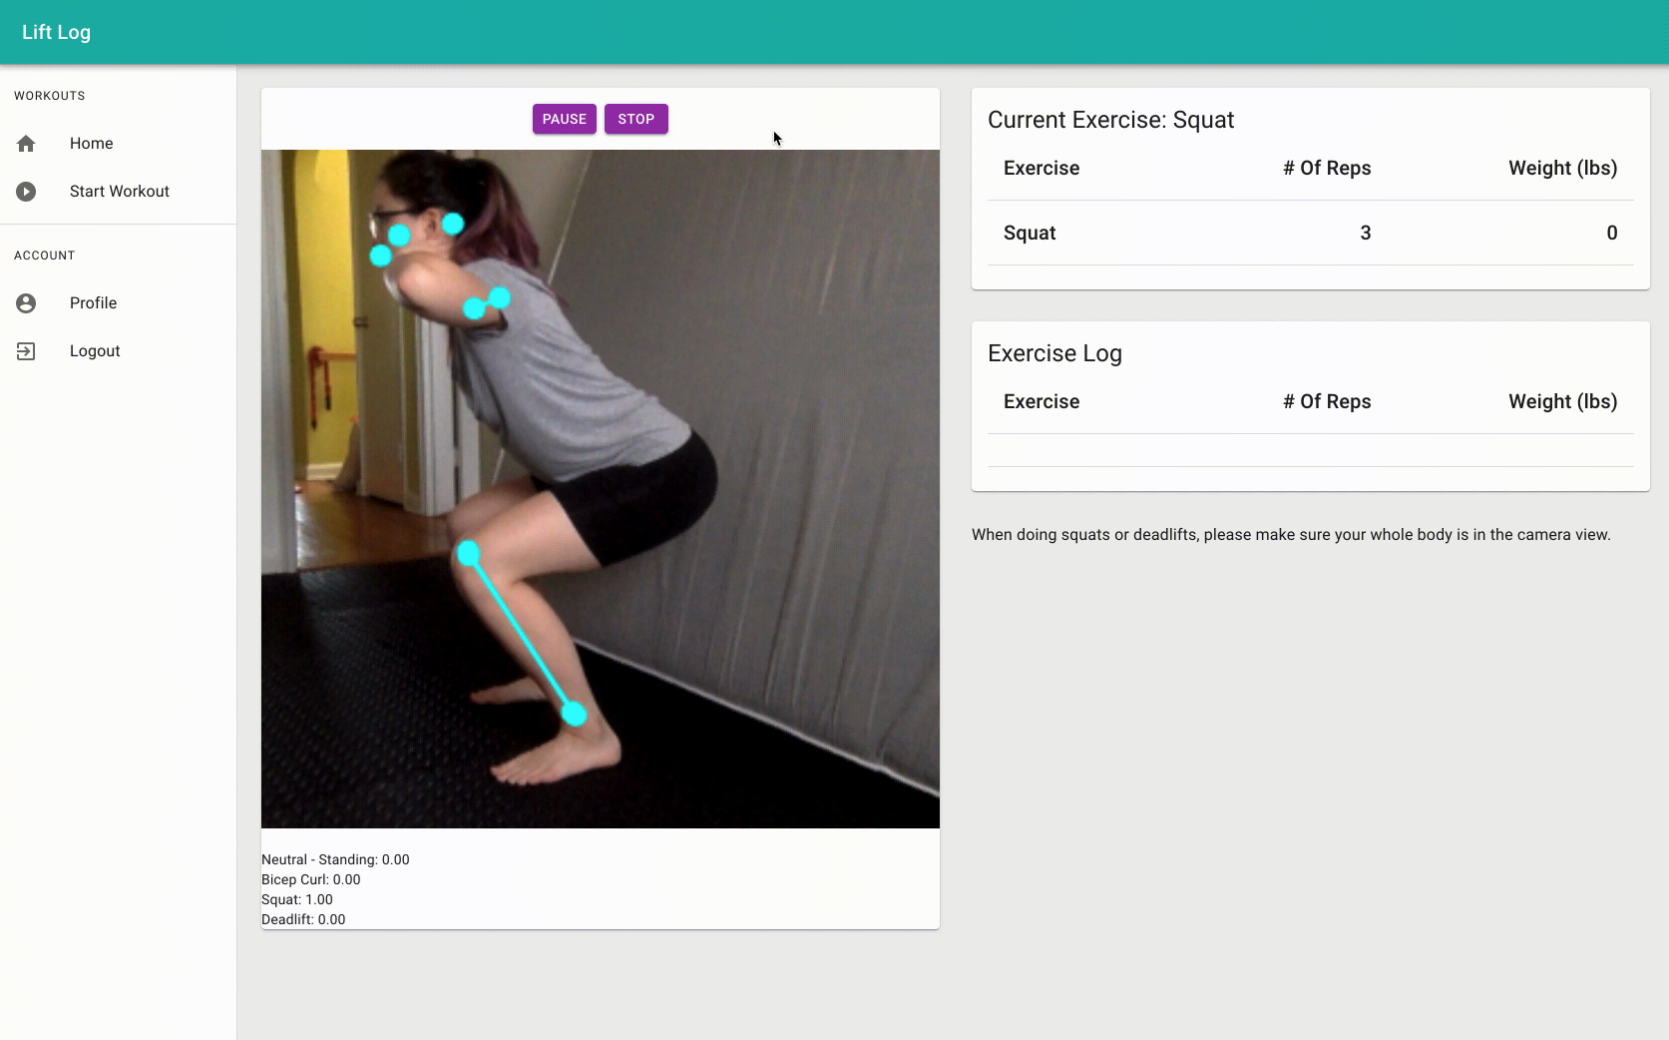 Lift Log
WORKOUTS
Home
Start Workout
ACCOUNT
Profile
Logout
PAUSE STOP
Neutral - Standing: 0.00
Bicep Curl: 0.00
Squat: 1.00
Deadlift: 0.00
Current Exercise: Squat
Exercise # Of Reps Weight (lbs)
Squat 3 0
Exercise Log
Exercise # Of Reps Weight (lbs)
When doing squats or deadlifts, please make sure your whole body is in the camera view.